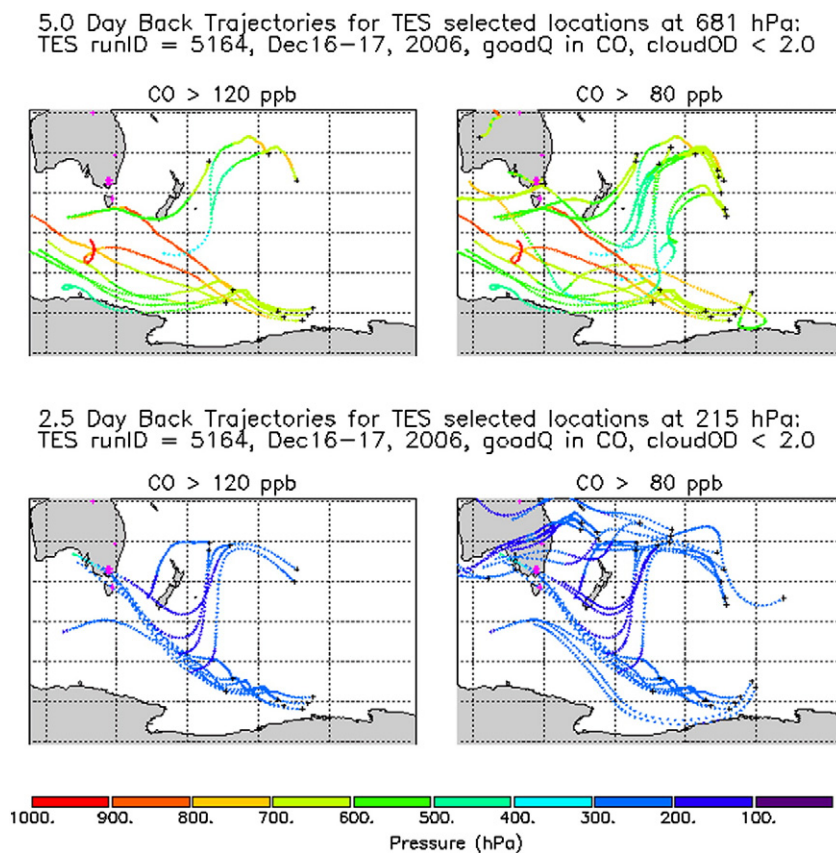 5.0 Day Back Trajectories for TES selected locations at 681 hPa:
TES runID = 5164, Dec16-17, 2006, goodQ in CO, cloudOD < 2.0
CO > 120 ppb
CO > 80 ppb
2.5 Day Back Trajectories for TES selected locations at 215 hPa:
TES runID = 5164, Dec16-17, 2006, goodQ in CO, cloudOD < 2.0
CO > 120 ppb
CO > 80 ppb
1000. 900. 800. 700. 600. 500. 400. 300. 200. 100.
Pressure (hPa)